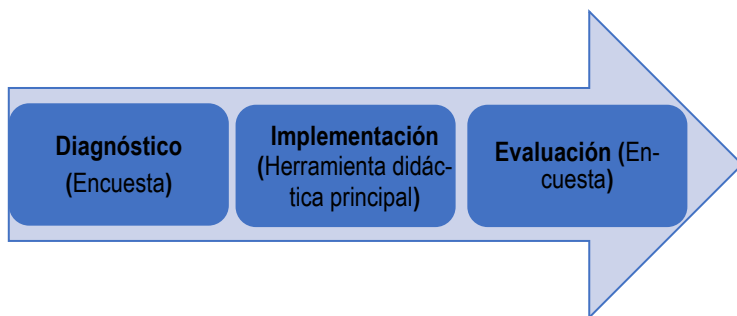 Diagnóstico
(Encuesta)
Implementación
(Herramienta didác-
tica principal)
Evaluación (En-
cuesta)